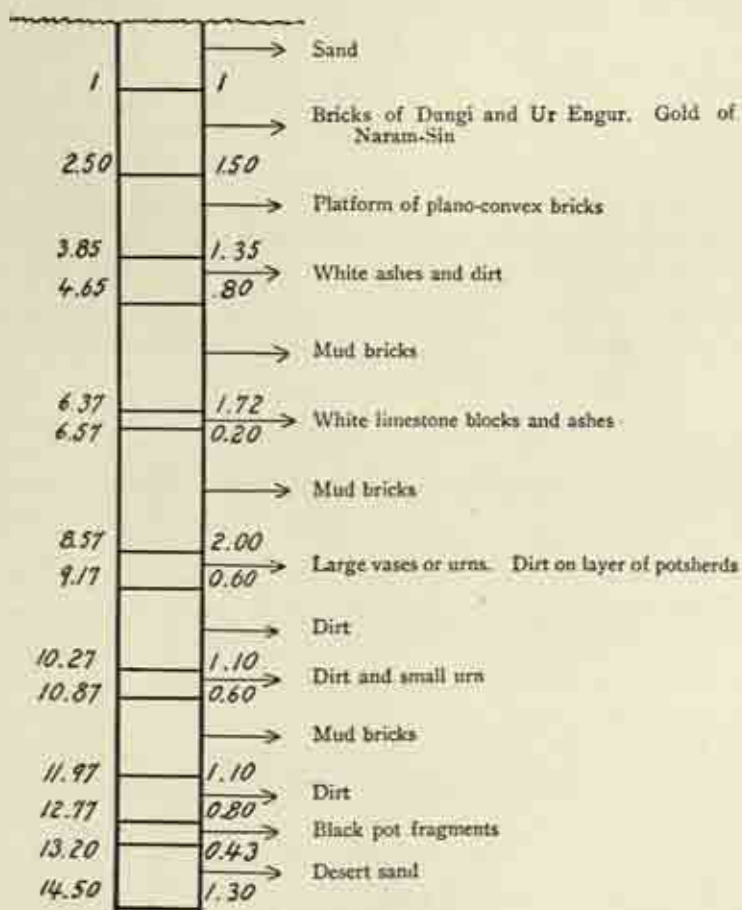 Sand
1 1
Bricks of Dungi and Ur Engur. Gold of
Naram-Sin
2.50 1.50
Platform of plano-convex bricks
3.85 1.35
White ashes and dirt
4.65 .80
Mud bricks
6.37 1.72
White limestone blocks and ashes
6.57 0.20
Mud bricks
8.57 2.00
Large vases or urns. Dirt on layer of potsherds
9.17 0.60
Dirt
10.27 1.10
Dirt and small urn
10.87 0.60
Mud bricks
11.97 1.10
Dirt
12.77 0.80
Black pot fragments
13.20 0.43
Desert sand
14.50 1.30